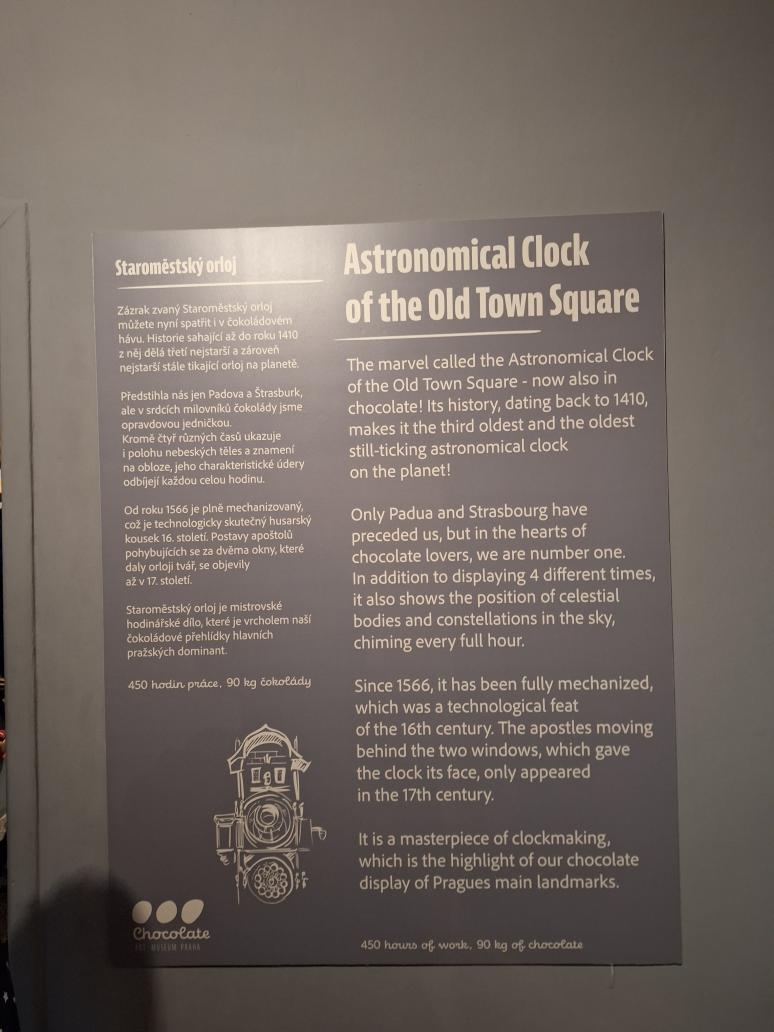 Staroměstský orloj
Zázrak zvaný Staroměstský orloj
můžete nyní spatřit i v čokoládovém
hávu. Historie sahající až do roku 1410
z něj dělá třetí nejstarší a zároveň
nejstarší stále tikající orloj na planetě.
Předstihla nás jen Padova a Štrasburk,
ale v srdcích milovníků čokolády jsme
opravdovou jedničkou.
Kromě čtyř různých časů ukazuje
i polohu nebeských těles a znamení
na obloze, jeho charakteristické údery
odbíjejí každou celou hodinu.
Od roku 1566 je plně mechanizovaný,
což je technologicky skutečný husarský
kousek 16. století. Postavy apoštolů
pohybujících se za dvěma okny, které
daly orloji tvář, se objevily
až v 17. století.
Staroměstský orloj je mistrovské
hodinářské dílo, které je vrcholem naší
čokoládové přehlídky hlavních
pražských dominant.
450 hodin práce, 90 kg čokolády
Chocolate
ART MUSEUM PRAHA
Astronomical Clock
of the Old Town Square
The marvel called the Astronomical Clock
of the Old Town Square - now also in
chocolate! Its history, dating back to 1410,
makes it the third oldest and the oldest
still-ticking astronomical clock
on the planet!
Only Padua and Strasbourg have
preceded us, but in the hearts of
chocolate lovers, we are number one.
In addition to displaying 4 different times,
it also shows the position of celestial
bodies and constellations in the sky,
chiming every full hour.
Since 1566, it has been fully mechanized,
which was a technological feat
of the 16th century. The apostles moving
behind the two windows, which gave
the clock its face, only appeared
in the 17th century.
It is a masterpiece of clockmaking,
which is the highlight of our chocolate
display of Pragues main landmarks.
450 hours of work, 90 kg of chocolate